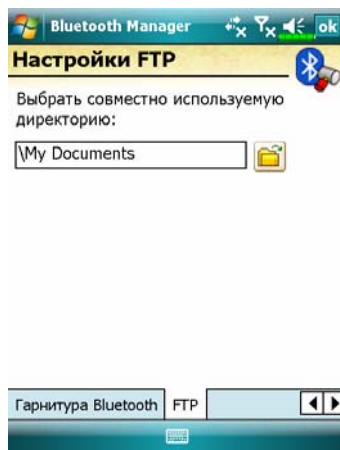 Bluetooth Manager ok
Настройки FTP
Выбрать совместно используемую
директорию:
\My Documents
Гарнитура Bluetooth FTP